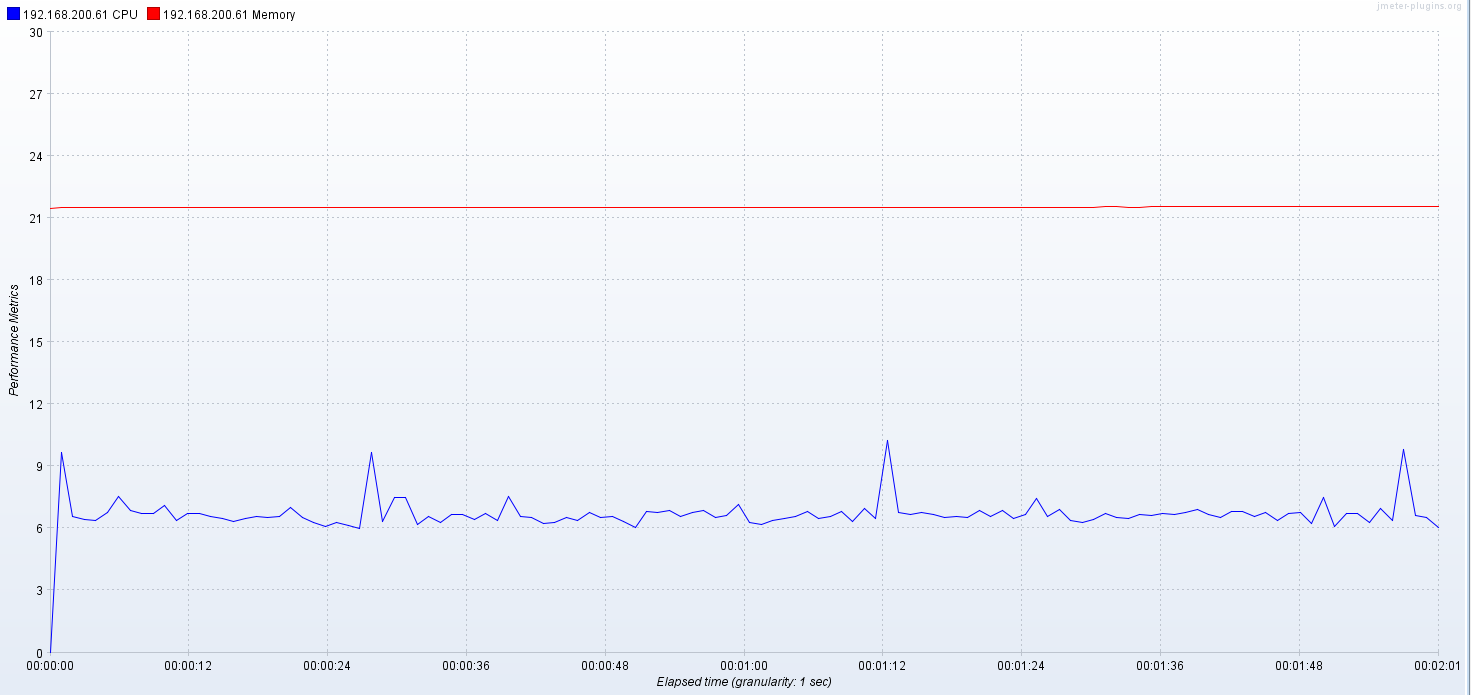 192.168.200.61 CPU 192.168.200.61 Memory
jmeter-plugins.org
30
27
24
21
18
15
12
9
6
3
0
Performance Metrics
00:00:00 00:00:12 00:00:24 00:00:36 00:00:48 00:01:00 00:01:12 00:01:24 00:01:36 00:01:48 00:02:01
Elapsed time (granularity: 1 sec)